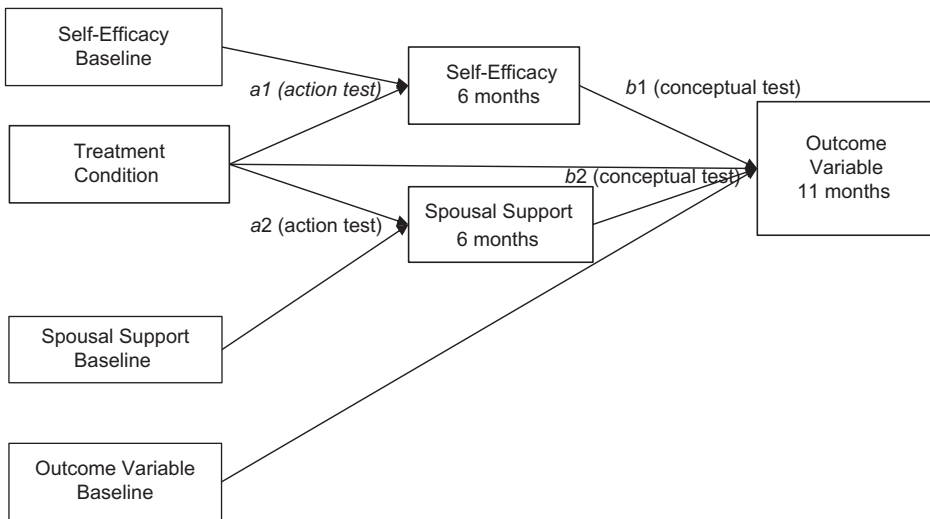 Self-Efficacy
Baseline
a1 (action test)
Self-Efficacy
6 months
b1 (conceptual test)
Treatment
Condition
Outcome
Variable
11 months
b2 (conceptual test)
a2 (action test)
Spousal Support
6 months
Spousal Support
Baseline
Outcome Variable
Baseline